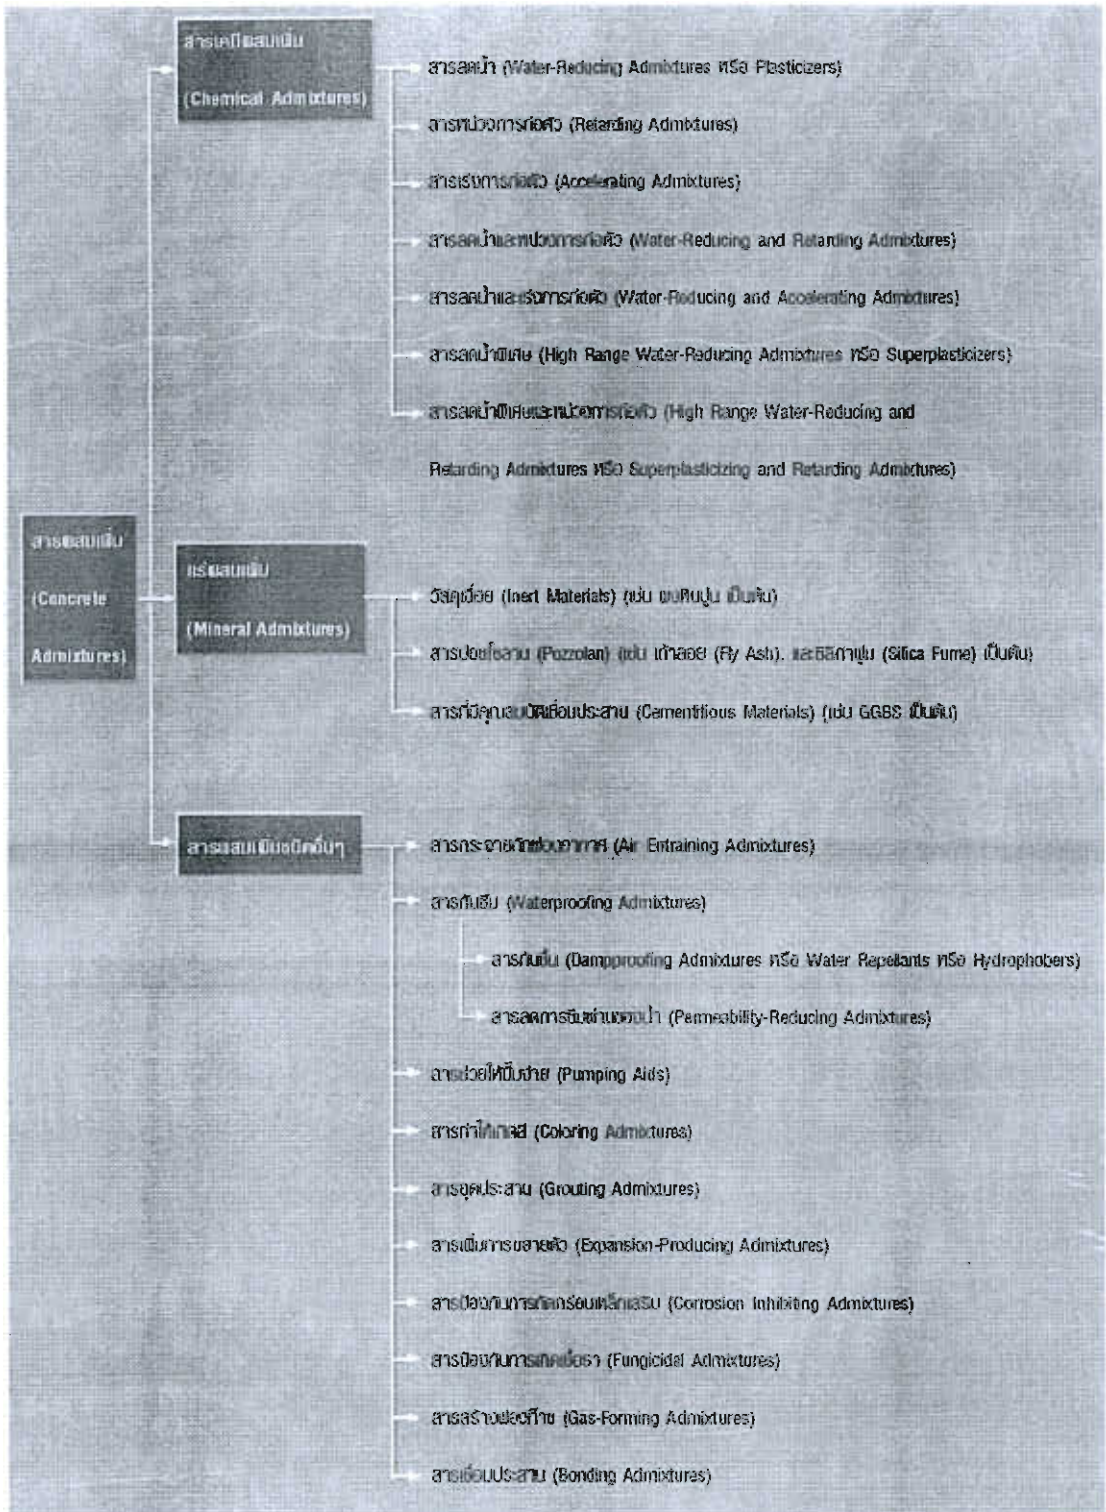 สารเคมีผสมเพิ่ม
(Chemical Admixtures)
สารลดน้ำ (Water-Reducing Admixtures หรือ Plasticizers)
สารหน่วงการก่อตัว (Retarding Admixtures)
สารเร่งการก่อตัว (Accelerating Admixtures)
สารลดน้ำและหน่วงการก่อตัว (Water-Reducing and Retarding Admixtures)
สารลดน้ำและเร่งการก่อตัว (Water-Reducing and Accelerating Admixtures)
สารลดน้ำพิเศษ (High Range Water-Reducing Admixtures หรือ Superplasticizers)
สารลดน้ำพิเศษและหน่วงการก่อตัว (High Range Water-Reducing and
Retarding Admixtures หรือ Superplasticizing and Retarding Admixtures)
สารผสมเพิ่ม
(Concrete
Admixtures)
แร่ผสมเพิ่ม
(Mineral Admixtures)
วัสดุเฉื่อย (Inert Materials) (เช่น ผงหินปูน เป็นต้น)
สารปอซโซลาน (Pozzolan) (เช่น เถ้าลอย (Fly Ash). และซิลิกาฟูม (Silica Fume) เป็นต้น)
สารที่มีคุณสมบัติเชื่อมประสาน (Cementitious Materials) (เช่น GGBS เป็นต้น)
สารผสมเพิ่มชนิดอื่นๆ
สารกระจายกักฟองอากาศ (Air Entraining Admixtures)
สารกันซึม (Waterproofing Admixtures)
สารกันชื้น (Dampproofing Admixtures หรือ Water Repellants หรือ Hydrophobers)
สารลดการซึมผ่านของน้ำ (Permeability-Reducing Admixtures)
สารช่วยให้ปั๊มง่าย (Pumping Aids)
สารทำให้เกิดสี (Coloring Admixtures)
สารอุดประสาน (Grouting Admixtures)
สารเพิ่มการขยายตัว (Expansion-Producing Admixtures)
สารป้องกันการกัดกร่อนเหล็กเสริม (Corrosion Inhibiting Admixtures)
สารป้องกันการเกิดเชื้อรา (Fungicidal Admixtures)
สารสร้างฟองก๊าซ (Gas-Forming Admixtures)
สารเชื่อมประสาน (Bonding Admixtures)